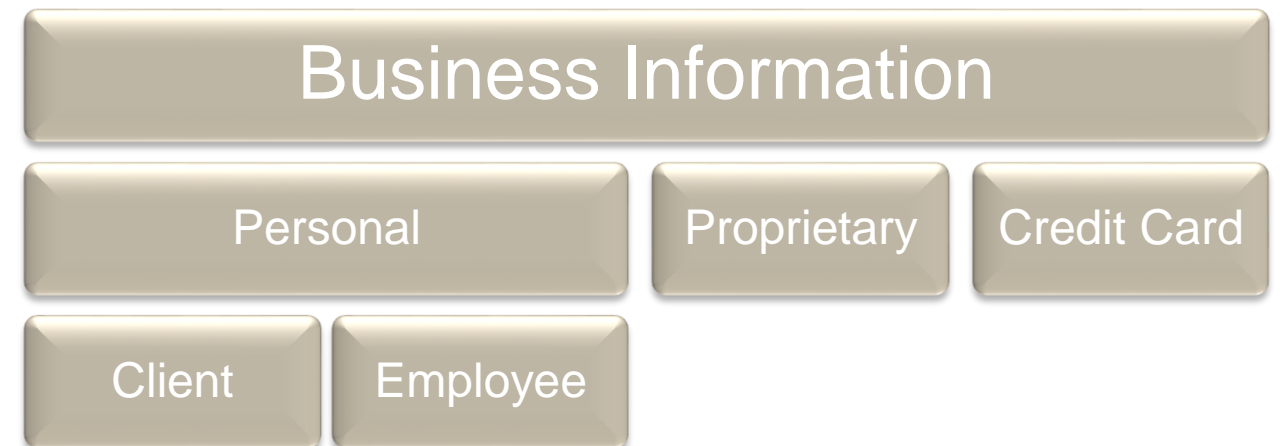 Business Information
Personal
Proprietary
Credit Card
Client
Employee